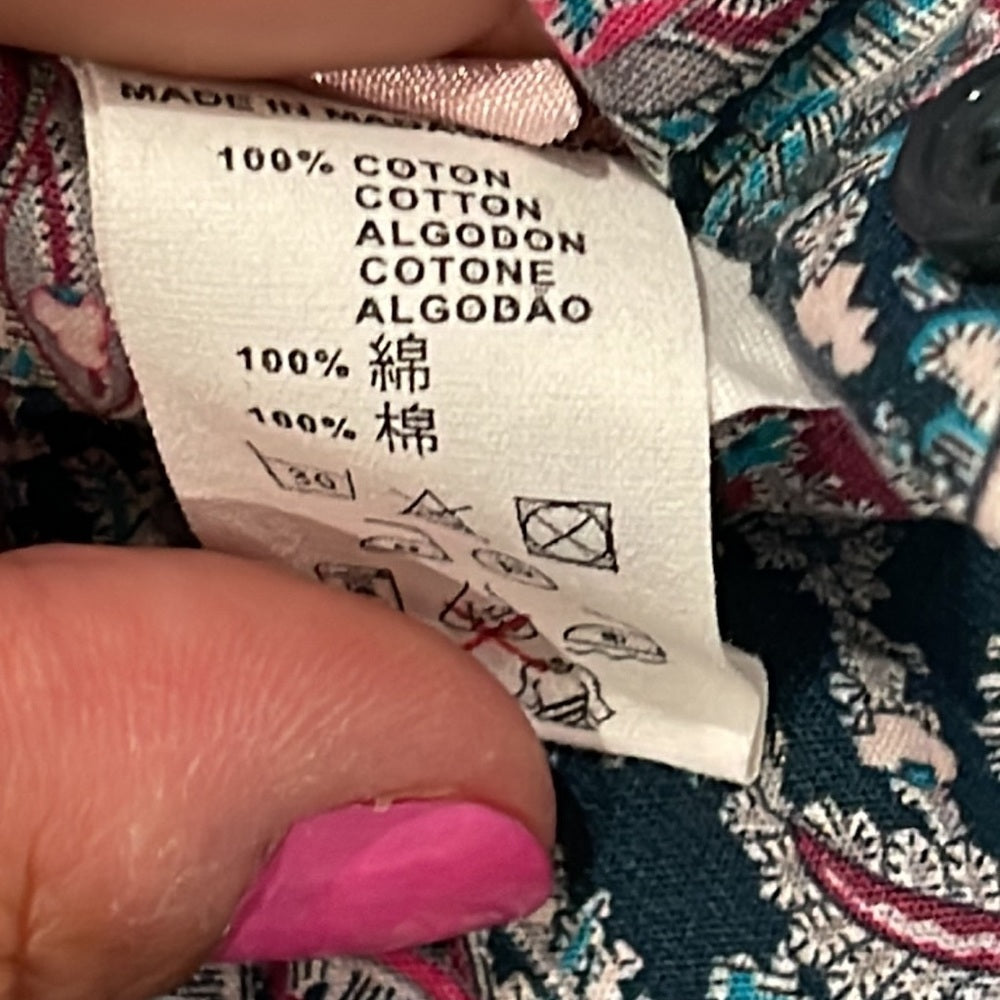 MADE IN
100% COTON
COTTON
ALGODON
COTONE
ALGODÃO
100% 綿
100% 棉
30